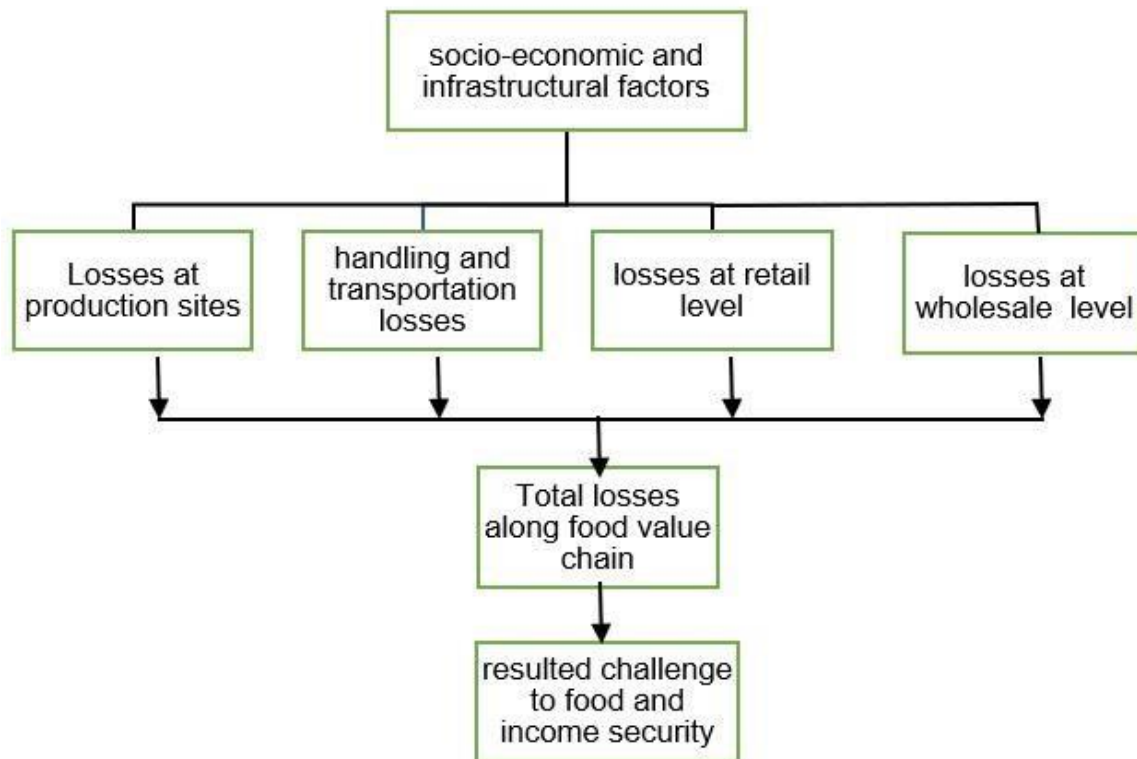 socio-economic and
infrastructural factors
Losses at
production sites
handling and
transportation
losses
losses at retail
level
losses at
wholesale level
Total losses
along food value
chain
resulted challenge
to food and
income security